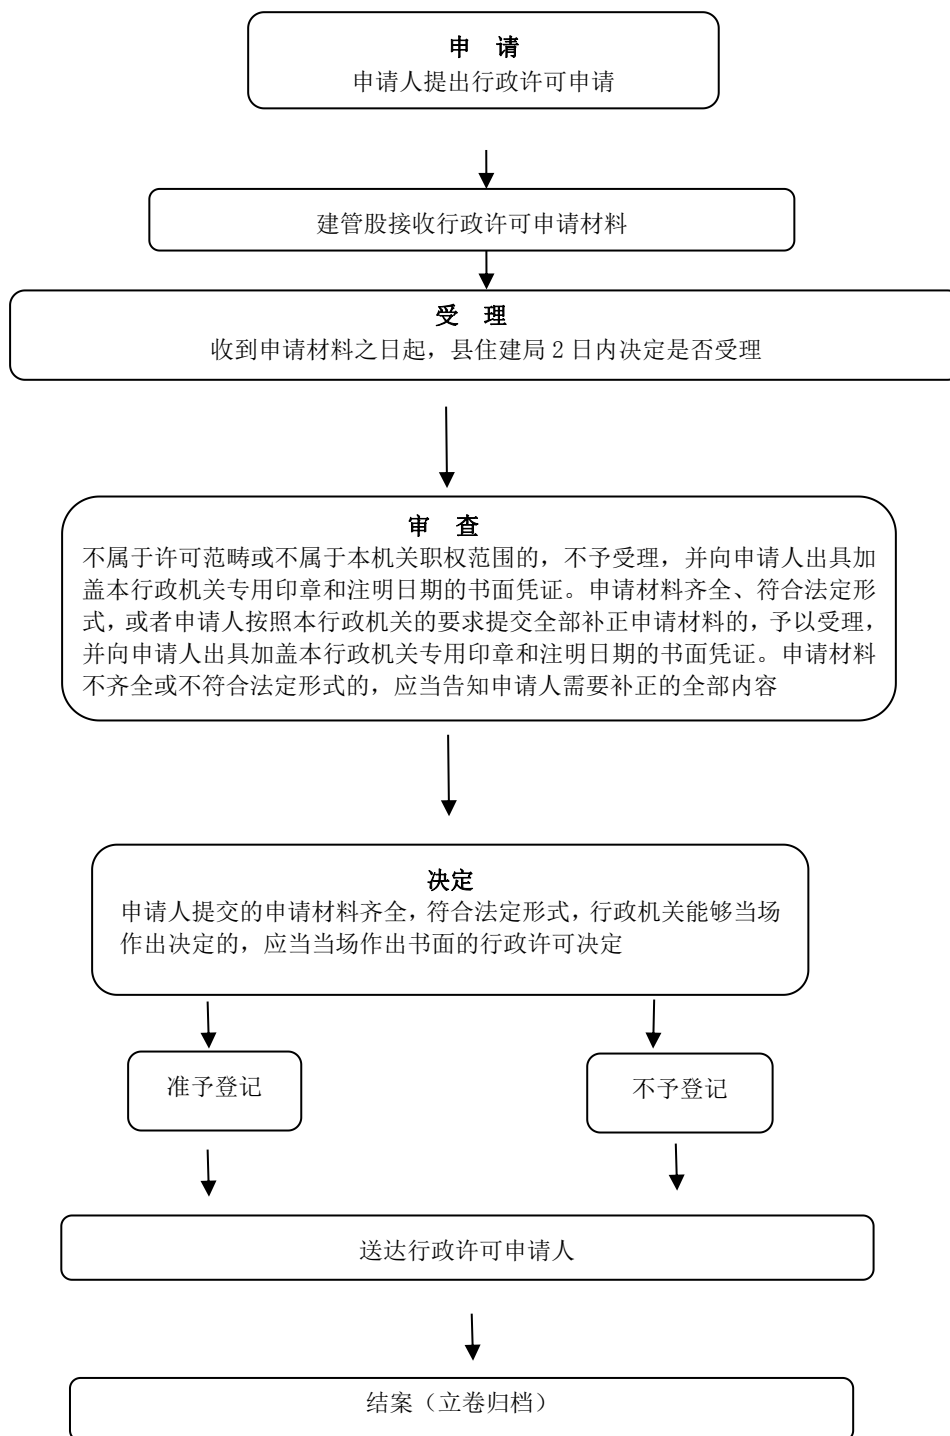 申 请
申请人提出行政许可申请
建管股接收行政许可申请材料
受 理
收到申请材料之日起，县住建局 2 日内决定是否受理
审 查
不属于许可范畴或不属于本机关职权范围的，不予受理，并向申请人出具加
盖本行政机关专用印章和注明日期的书面凭证。申请材料齐全、符合法定形
式，或者申请人按照本行政机关的要求提交全部补正申请材料的，予以受理，
并向申请人出具加盖本行政机关专用印章和注明日期的书面凭证。申请材料
不齐全或不符合法定形式的，应当告知申请人需要补正的全部内容
决定
申请人提交的申请材料齐全，符合法定形式，行政机关能够当场
作出决定的，应当当场作出书面的行政许可决定
准予登记
不予登记
送达行政许可申请人
结案（立卷归档）